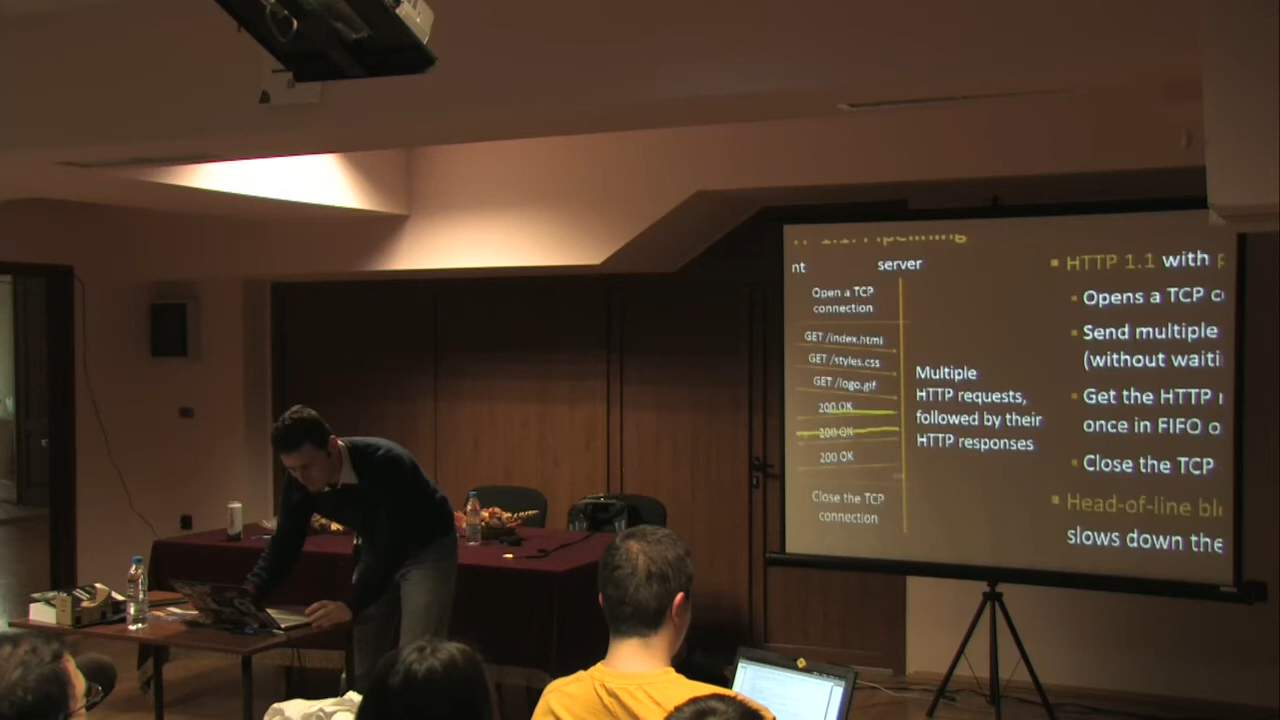 1.1: Pipelining
nt server
Open a TCP
connection
GET /index.html
GET /styles.css
GET /logo.gif
200 OK
200 OK
200 OK
Close the TCP
connection
Multiple
HTTP requests,
followed by their
HTTP responses
HTTP 1.1 with p
Opens a TCP c
Send multiple
(without waiti
Get the HTTP r
once in FIFO o
Close the TCP
Head-of-line bl
slows down the